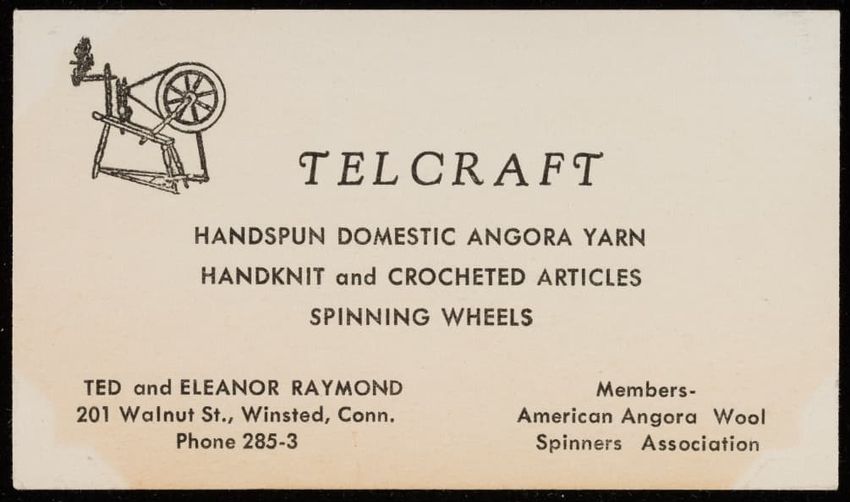 TELCRAFT
HANDSPUN DOMESTIC ANGORA YARN
HANDKNIT and CROCHETED ARTICLES
SPINNING WHEELS
TED and ELEANOR RAYMOND
201 Walnut St., Winsted, Conn.
Phone 285-3
Members-
American Angora Wool
Spinners Association